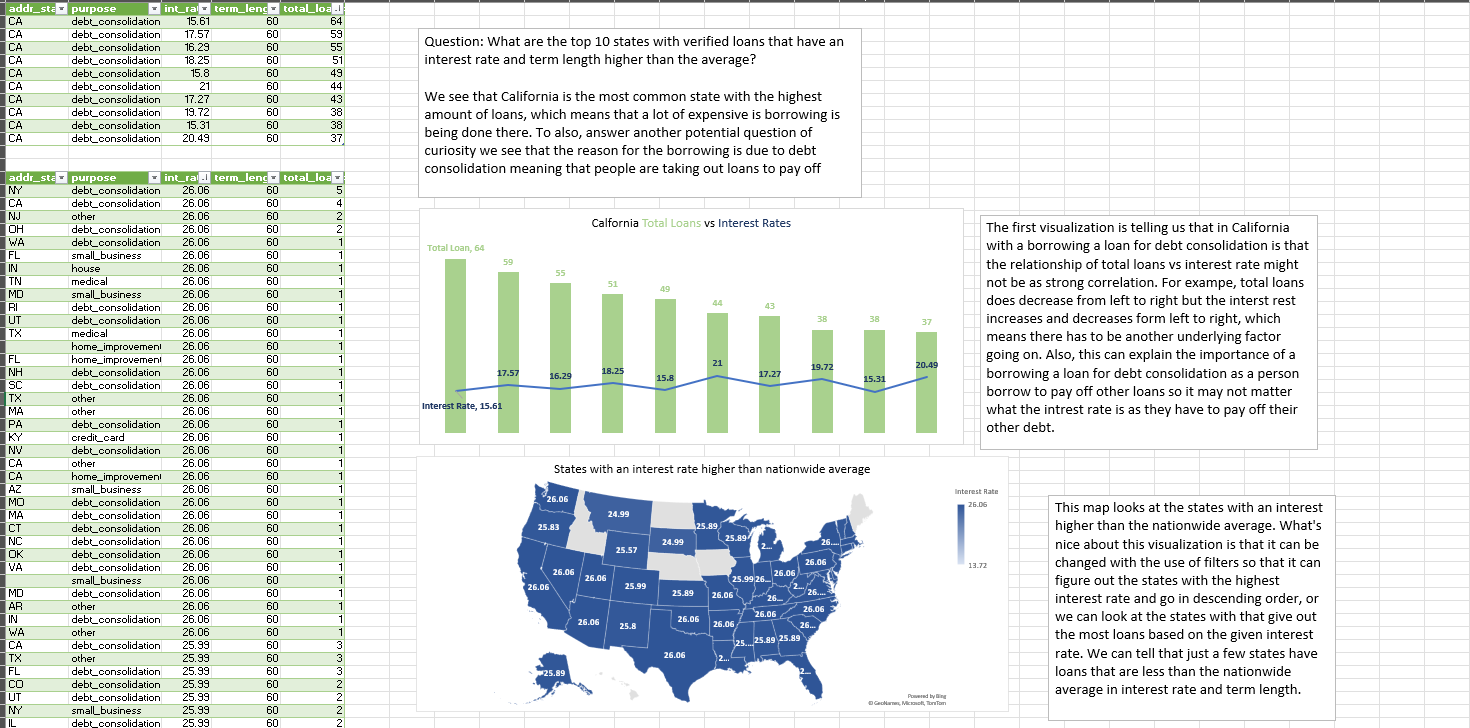 addr_sta purpose int_ra term_leng total_loa
CA debt_consolidation 15.61 60 64
CA debt_consolidation 17.57 60 59
CA debt_consolidation 16.29 60 55
CA debt_consolidation 18.25 60 51
CA debt_consolidation 15.8 60 49
CA debt_consolidation 21 60 44
CA debt_consolidation 17.27 60 43
CA debt_consolidation 19.72 60 38
CA debt_consolidation 15.31 60 38
CA debt_consolidation 20.49 60 37
addr_sta purpose int_ra term_leng total_loa
NY debt_consolidation 26.06 60 5
CA debt_consolidation 26.06 60 4
NJ other 26.06 60 2
OH debt_consolidation 26.06 60 2
WA debt_consolidation 26.06 60 1
FL small_business 26.06 60 1
IN house 26.06 60 1
TN medical 26.06 60 1
MD small_business 26.06 60 1
RI debt_consolidation 26.06 60 1
UT debt_consolidation 26.06 60 1
TX medical 26.06 60 1
home_improvemen 26.06 60 1
FL home_improvemen 26.06 60 1
NH debt_consolidation 26.06 60 1
SC debt_consolidation 26.06 60 1
TX other 26.06 60 1
MA other 26.06 60 1
PA debt_consolidation 26.06 60 1
KY credit_card 26.06 60 1
NV debt_consolidation 26.06 60 1
CA other 26.06 60 1
CA home_improvemen 26.06 60 1
AZ small_business 26.06 60 1
MO debt_consolidation 26.06 60 1
MA debt_consolidation 26.06 60 1
CT debt_consolidation 26.06 60 1
NC debt_consolidation 26.06 60 1
OK debt_consolidation 26.06 60 1
VA debt_consolidation 26.06 60 1
small_business 26.06 60 1
MD debt_consolidation 26.06 60 1
AR other 26.06 60 1
IN debt_consolidation 26.06 60 1
WA other 26.06 60 1
CA debt_consolidation 25.99 60 3
TX other 25.99 60 3
FL debt_consolidation 25.99 60 3
CO debt_consolidation 25.99 60 2
UT debt_consolidation 25.99 60 2
NY small_business 25.99 60 2
IL debt_consolidation 25.99 60 2
Question: What are the top 10 states with verified loans that have an
interest rate and term length higher than the average?
We see that California is the most common state with the highest
amount of loans, which means that a lot of expensive is borrowing is
being done there. To also, answer another potential question of
curiosity we see that the reason for the borrowing is due to debt
consolidation meaning that people are taking out loans to pay off
Calfornia Total Loans vs Interest Rates
Total Loan, 64
59
55
51
49
44
43
38
38
37
Interest Rate, 15.61
17.57
16.29
18.25
15.8
21
17.27
19.72
15.31
20.49
The first visualization is telling us that in California
with a borrowing a loan for debt consolidation is that
the relationship of total loans vs interest rate might
not be as strong correlation. For exampe, total loans
does decrease from left to right but the interst rest
increases and decreases form left to right, which
means there has to be another underlying factor
going on. Also, this can explain the importance of a
borrowing a loan for debt consolidation as a person
borrow to pay off other loans so it may not matter
what the intrest rate is as they have to pay off their
other debt.
States with an interest rate higher than nationwide average
26.06
24.99
25.89
25.83
24.99
25.89
2...
26....
25.57
26.06
26.06
26.06
26.06
25.99
25.89
26.06
25.99
26...
26.06
2...
26....
26...
26.06
26.06
25.8
26.06
26.06
26.06
26...
26.06
2...
25...
25.89
25.89
2...
25.89
Interest Rate
26.06
13.72
Powered by Bing
© GeoNames, Microsoft, TomTom
This map looks at the states with an interest
higher than the nationwide average. What's
nice about this visualization is that it can be
changed with the use of filters so that it can
figure out the states with the highest
interest rate and go in descending order, or
we can look at the states with that give out
the most loans based on the given interest
rate. We can tell that just a few states have
loans that are less than the nationwide
average in interest rate and term length.